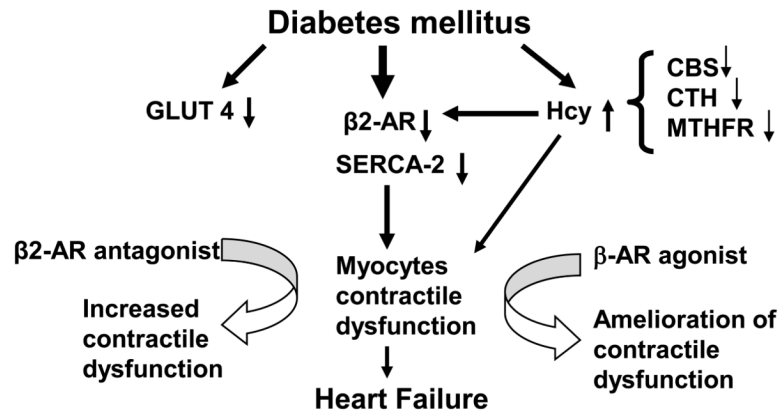 Diabetes mellitus
GLUT 4
β2-AR
SERCA-2
Hcy
CBS
CTH
MTHFR
β2-AR antagonist
Increased
contractile
dysfunction
Myocytes
contractile
dysfunction
β-AR agonist
Amelioration of
contractile
dysfunction
Heart Failure